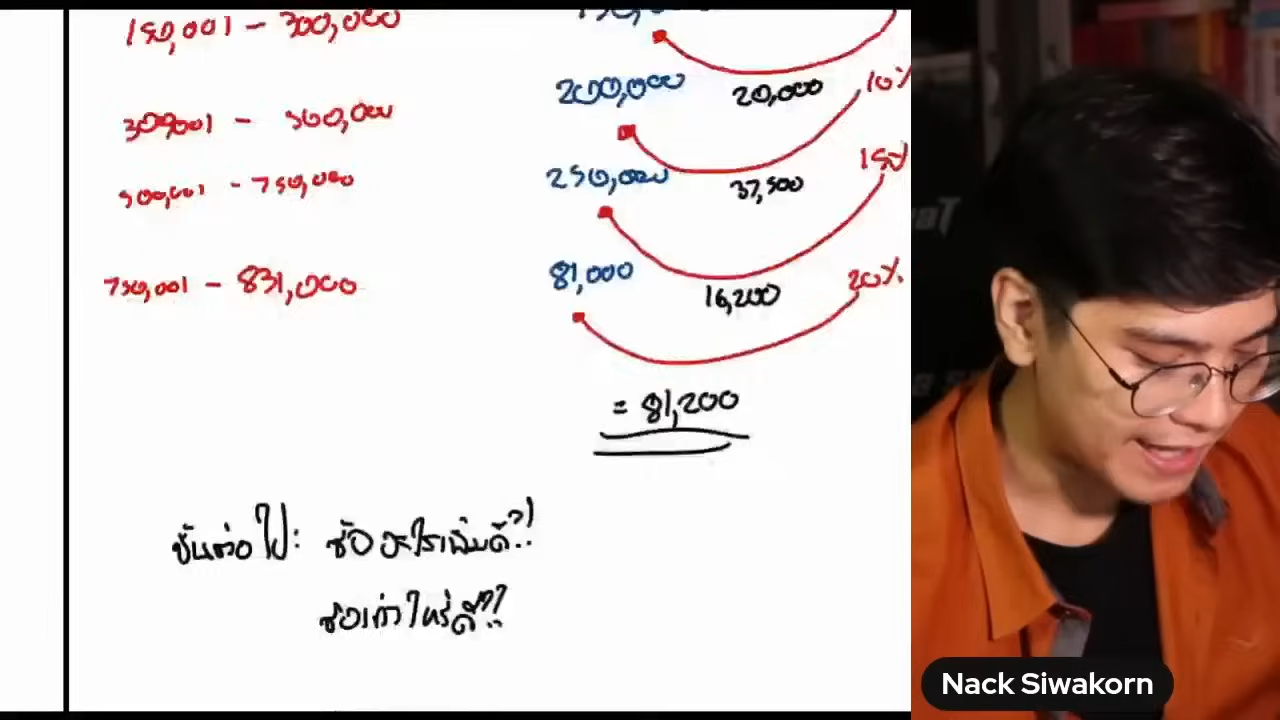 150,001 - 300,000
200,000 20,000 10%
300,001 - 500,000
250,000 37,500 15%
500,001 - 750,000
81,000 16,200 20%
750,001 - 831,000
= 81,200
ขั้นต่อไป: ซื้ออะไรเพิ่มดี?!
ซื้อเท่าไหร่ดี??
Nack Siwakorn